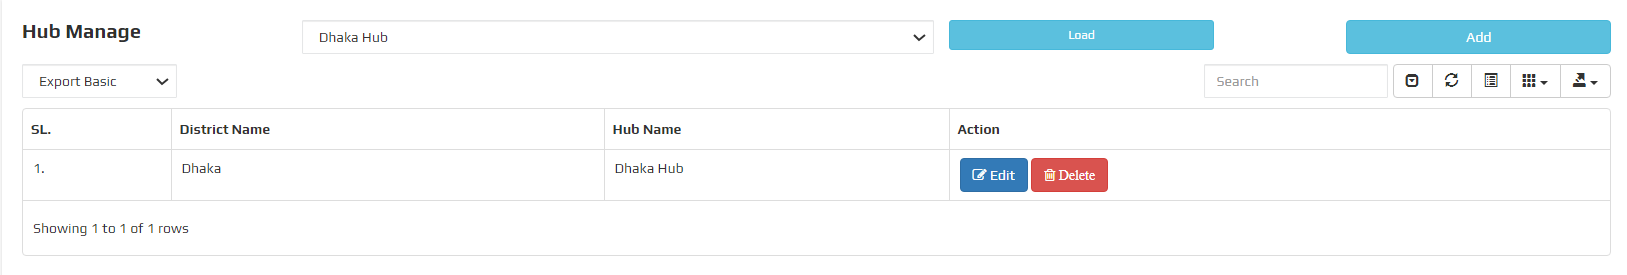 Hub Manage
Dhaka Hub
Load
Add
Export Basic
Search
SL. District Name Hub Name Action
1. Dhaka Dhaka Hub Edit Delete
Showing 1 to 1 of 1 rows